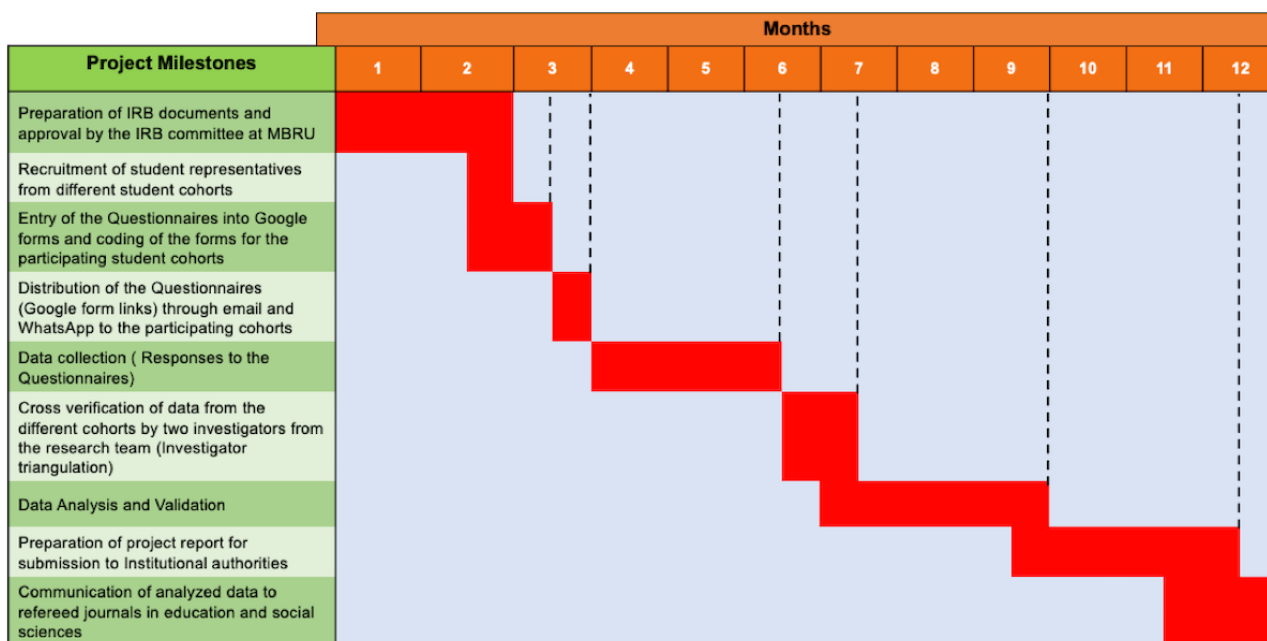 Months
Project Milestones
1 2 3 4 5 6 7 8 9 10 11 12
Preparation of IRB documents and
approval by the IRB committee at MBRU
Recruitment of student representatives
from different student cohorts
Entry of the Questionnaires into Google
forms and coding of the forms for the
participating student cohorts
Distribution of the Questionnaires
(Google form links) through email and
WhatsApp to the participating cohorts
Data collection ( Responses to the
Questionnaires)
Cross verification of data from the
different cohorts by two investigators from
the research team (Investigator
triangulation)
Data Analysis and Validation
Preparation of project report for
submission to Institutional authorities
Communication of analyzed data to
refereed journals in education and social
sciences